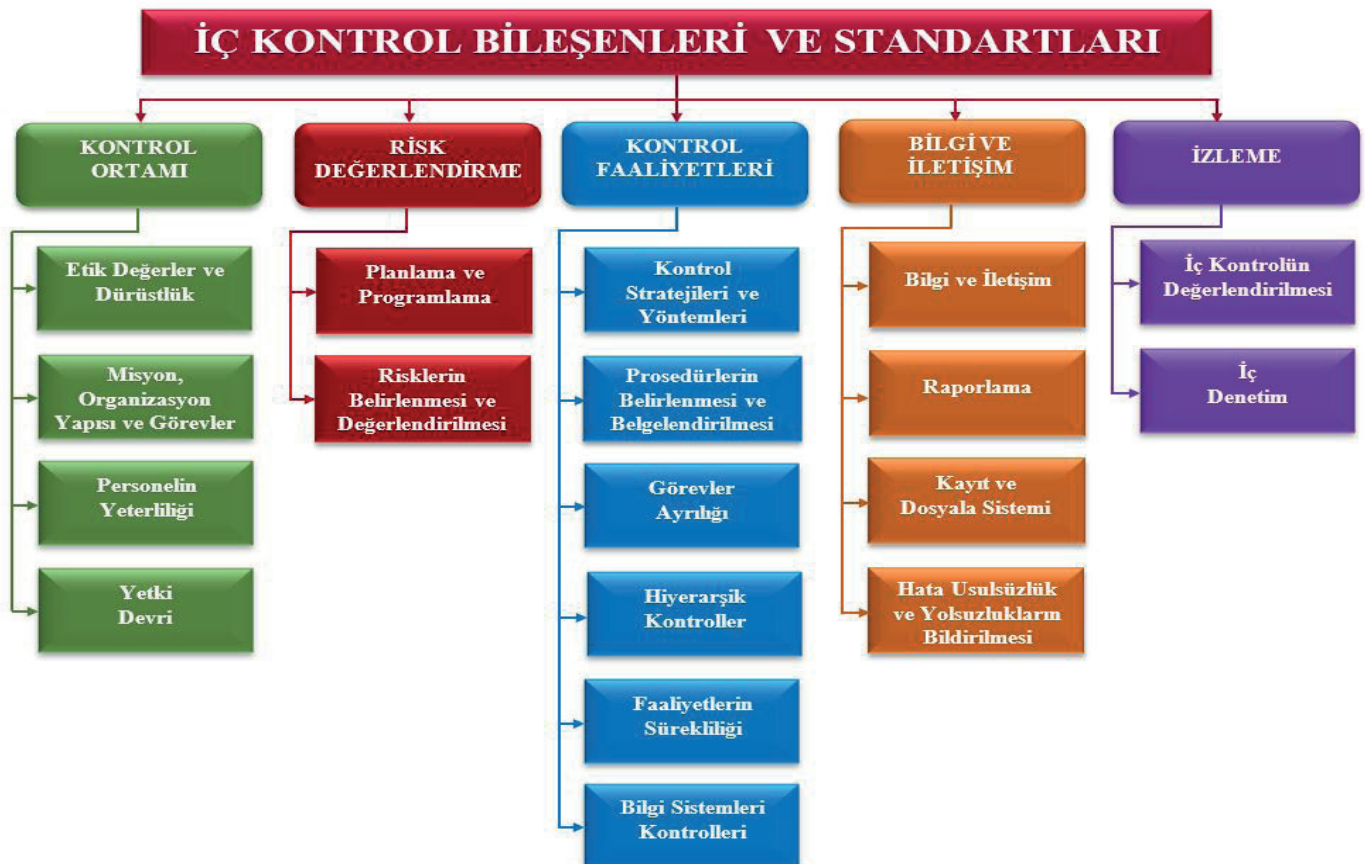 İÇ KONTROL BİLEŞENLERİ VE STANDARTLARI
KONTROL
ORTAMI
Etik Değerler ve
Dürüstlük
Misyon,
Organizasyon
Yapısı ve Görevler
Personelin
Yeterliliği
Yetki
Devri
RİSK
DEĞERLENDİRME
Planlama ve
Programlama
Risklerin
Belirlenmesi ve
Değerlendirilmesi
KONTROL
FAALİYETLERİ
Kontrol
Stratejileri ve
Yöntemleri
Prosedürlerin
Belirlenmesi ve
Belgelendirilmesi
Görevler
Ayrılığı
Hiyerarşik
Kontroller
Faaliyetlerin
Sürekliliği
Bilgi Sistemleri
Kontrolleri
BİLGİ VE
İLETİŞİM
Bilgi ve İletişim
Raporlama
Kayıt ve
Dosyala Sistemi
Hata Usulsüzlük
ve Yolsuzlukların
Bildirilmesi
İZLEME
İç Kontrolün
Değerlendirilmesi
İç
Denetim